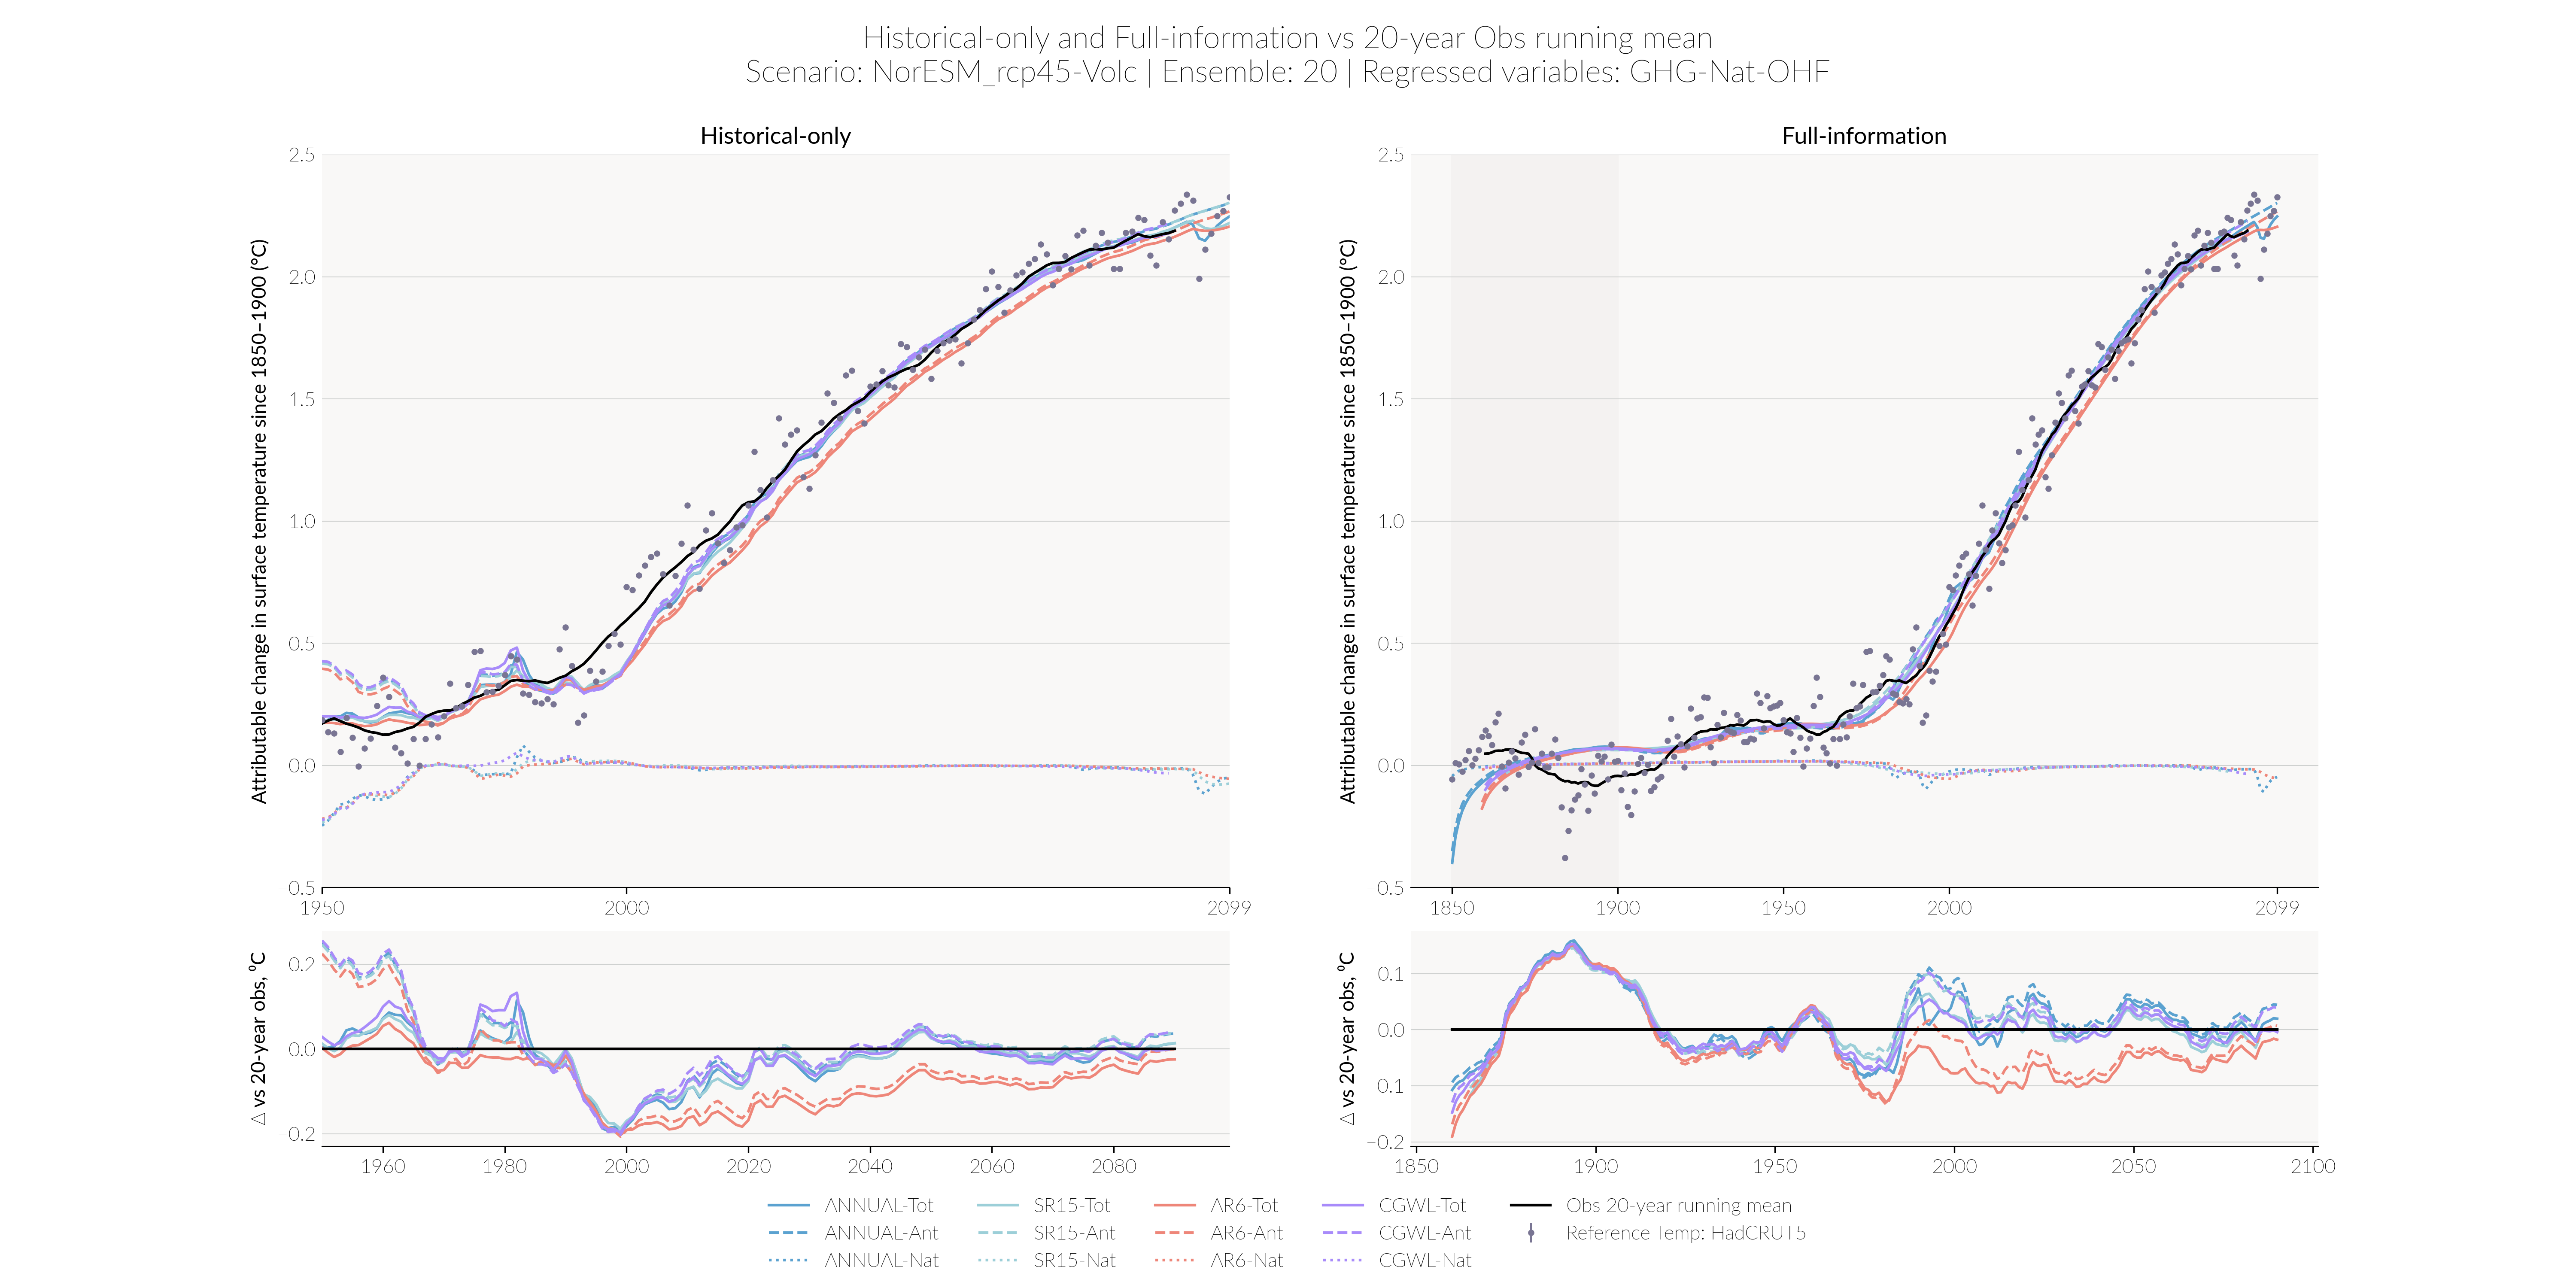 Historical-only and Full-information vs 20-year Obs running mean
Scenario: NorESM_rcp45-Volc | Ensemble: 20 | Regressed variables: GHG-Nat-OHF
Historical-only
Attributable change in surface temperature since 1850–1900 (°C)
2.5
2.0
1.5
1.0
0.5
0.0
−0.5
1950
2000
2099
Δ vs 20-year obs, ⁰C
0.2
0.0
−0.2
1960
1980
2000
2020
2040
2060
2080
Full-information
Attributable change in surface temperature since 1850–1900 (°C)
2.5
2.0
1.5
1.0
0.5
0.0
−0.5
1850
1900
1950
2000
2099
Δ vs 20-year obs, ⁰C
0.1
0.0
−0.1
−0.2
1850
1900
1950
2000
2050
2100
ANNUAL-Tot
ANNUAL-Ant
ANNUAL-Nat
SR15-Tot
SR15-Ant
SR15-Nat
AR6-Tot
AR6-Ant
AR6-Nat
CGWL-Tot
CGWL-Ant
CGWL-Nat
Obs 20-year running mean
Reference Temp: HadCRUT5